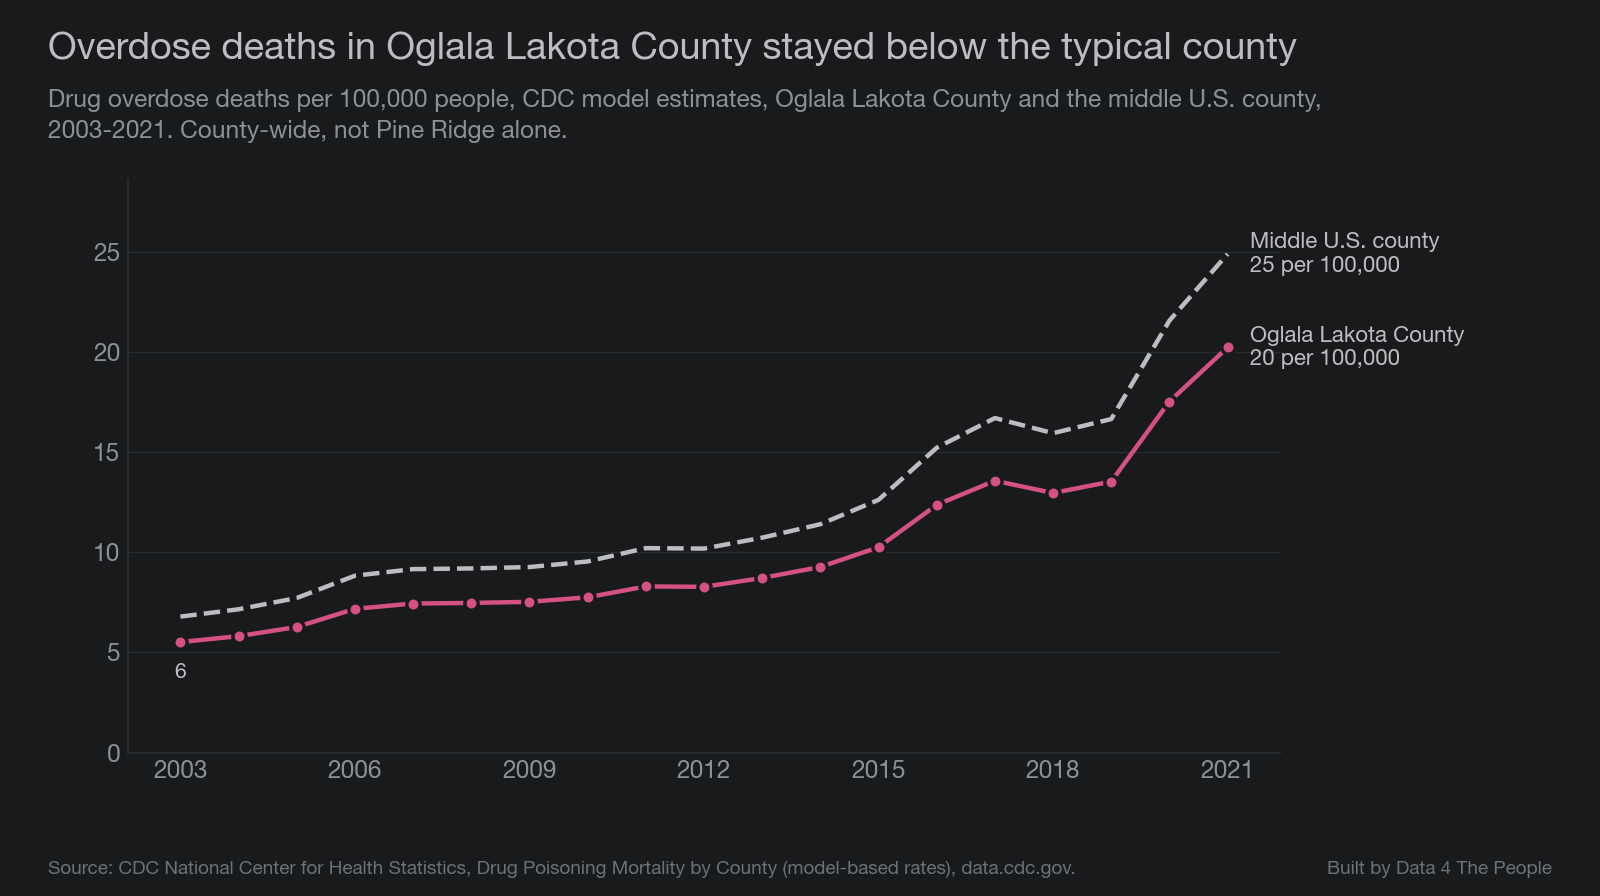 Overdose deaths in Oglala Lakota County stayed below the typical county
Drug overdose deaths per 100,000 people, CDC model estimates, Oglala Lakota County and the middle U.S. county,
2003-2021. County-wide, not Pine Ridge alone.
25
20
15
10
5
0
Middle U.S. county
25 per 100,000
Oglala Lakota County
20 per 100,000
6
2003 2006 2009 2012 2015 2018 2021
Source: CDC National Center for Health Statistics, Drug Poisoning Mortality by County (model-based rates), data.cdc.gov.
Built by Data 4 The People